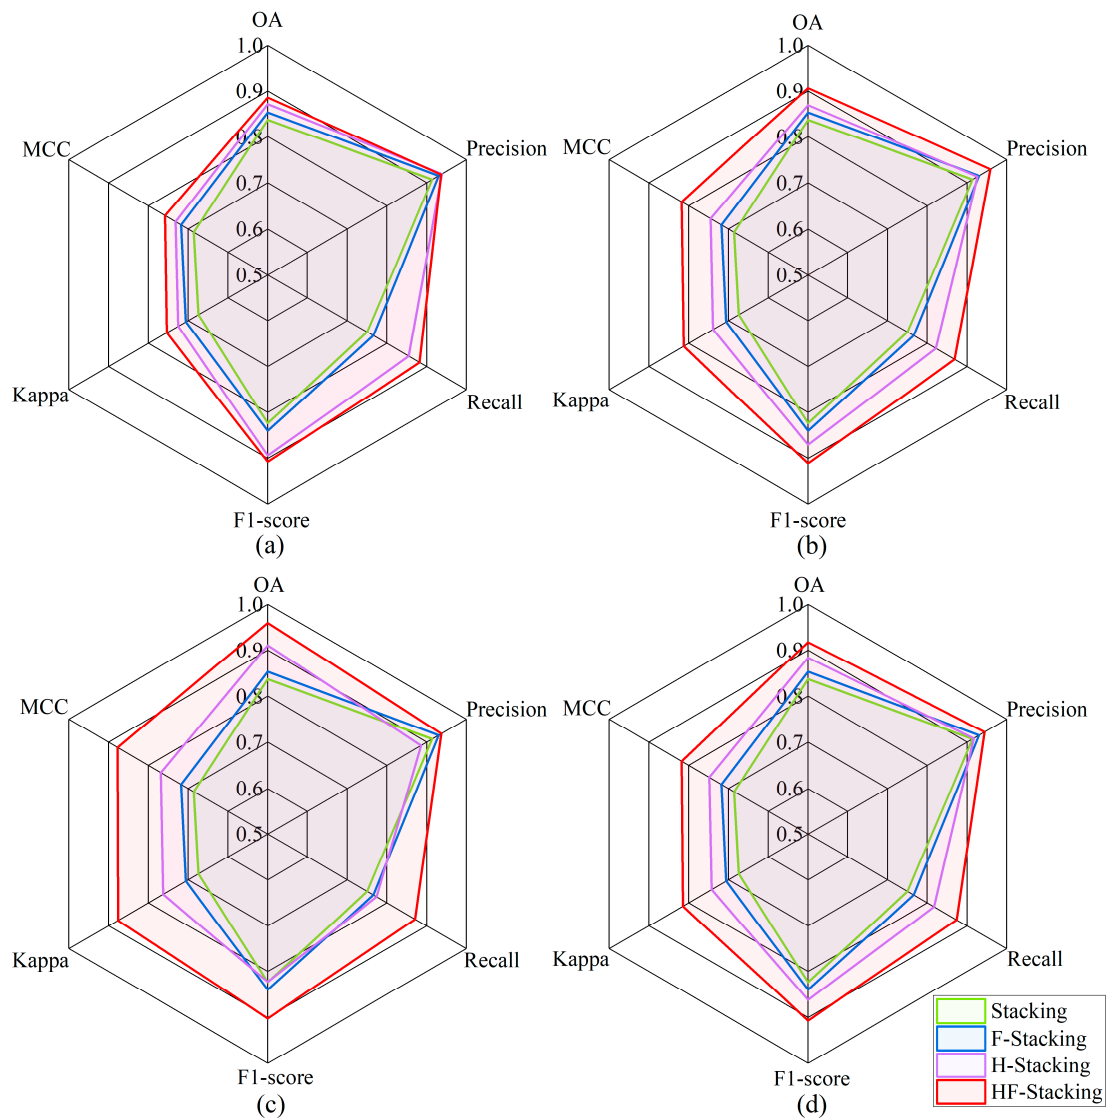 OA
1.0
0.9
0.8
0.7
0.6
0.5
MCC
Precision
Kappa
Recall
F1-score
(a)
OA
1.0
0.9
0.8
0.7
0.6
0.5
MCC
Precision
Kappa
Recall
F1-score
(b)
OA
1.0
0.9
0.8
0.7
0.6
0.5
MCC
Precision
Kappa
Recall
F1-score
(c)
OA
1.0
0.9
0.8
0.7
0.6
0.5
MCC
Precision
Kappa
Recall
F1-score
(d)
Stacking
F-Stacking
H-Stacking
HF-Stacking